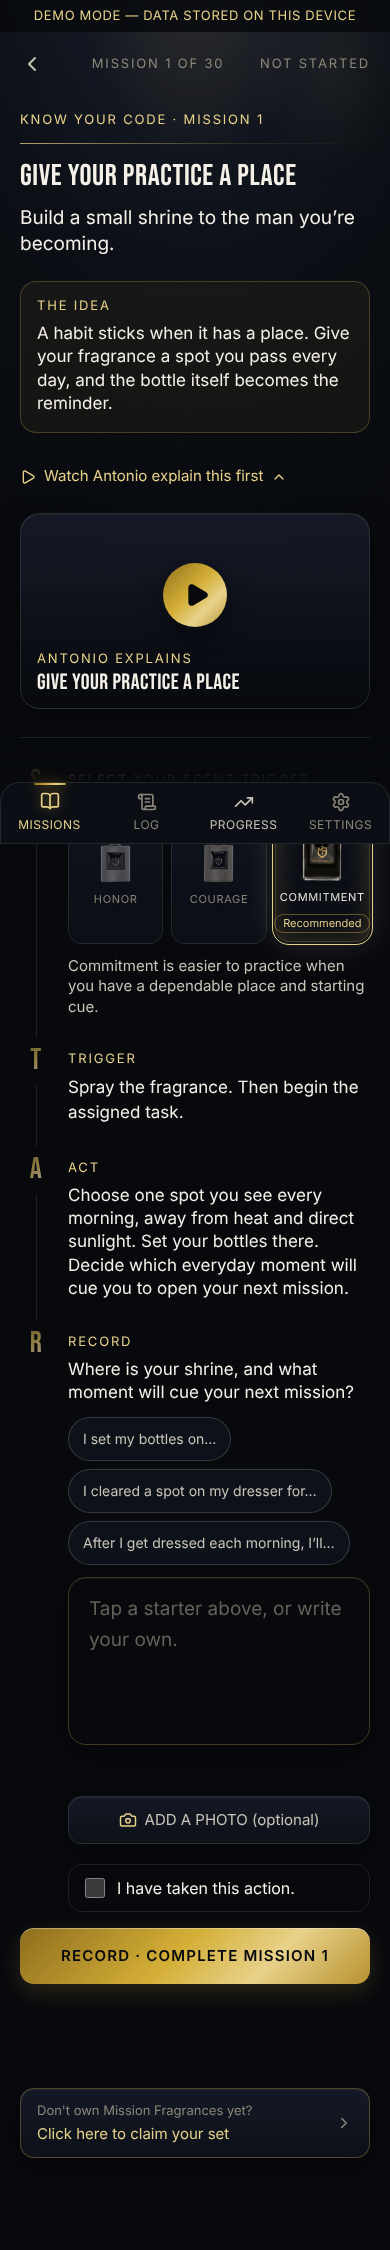 DEMO MODE — DATA STORED ON THIS DEVICE
MISSION 1 OF 30
NOT STARTED
KNOW YOUR CODE · MISSION 1
GIVE YOUR PRACTICE A PLACE
Build a small shrine to the man you’re
becoming.
THE IDEA
A habit sticks when it has a place. Give
your fragrance a spot you pass every
day, and the bottle itself becomes the
reminder.
Watch Antonio explain this first
ANTONIO EXPLAINS
GIVE YOUR PRACTICE A PLACE
S
SELECT YOUR SCENT TRIGGER
MISSIONS
LOG
PROGRESS
SETTINGS
HONOR
COURAGE
COMMITMENT
Recommended
Commitment is easier to practice when
you have a dependable place and starting
cue.
T
TRIGGER
Spray the fragrance. Then begin the
assigned task.
A
ACT
Choose one spot you see every
morning, away from heat and direct
sunlight. Set your bottles there.
Decide which everyday moment will
cue you to open your next mission.
R
RECORD
Where is your shrine, and what
moment will cue your next mission?
I set my bottles on...
I cleared a spot on my dresser for...
After I get dressed each morning, I’ll...
Tap a starter above, or write
your own.
ADD A PHOTO (optional)
I have taken this action.
RECORD · COMPLETE MISSION 1
Don't own Mission Fragrances yet?
Click here to claim your set